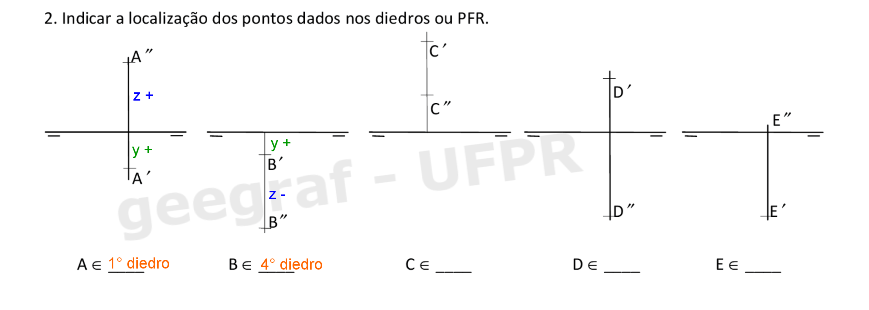 2. Indicar a localização dos pontos dados nos diedros ou PFR.
A″ z + y + A′
y + B′ z - B″
C′ C″
D′ D″
E″ E′
geegraf - UFPR
A ∈ 1° diedro B ∈ 4° diedro C ∈ ____ D ∈ ____ E ∈ ____